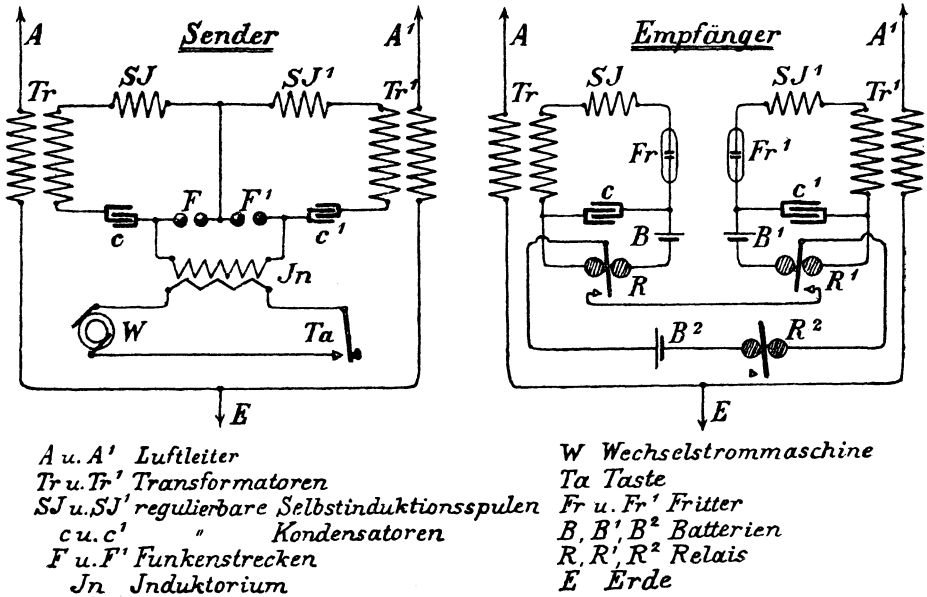 Sender
Empfänger
A
A¹
A
A¹
Tr
SJ
SJ¹
Tr¹
Tr
SJ
SJ¹
Tr¹
Fr
Fr¹
F
F¹
c
c¹
c
c¹
B
B¹
Jn
R
R¹
W
Ta
B²
R²
E
E
A u. A¹ Luftleiter
Tr u. Tr¹ Transformatoren
SJ u. SJ¹ regulierbare Selbstinduktionsspulen
c u. c¹ " Kondensatoren
F u. F¹ Funkenstrecken
Jn Jnduktorium
W Wechselstrommaschine
Ta Taste
Fr u. Fr¹ Fritter
B, B¹, B² Batterien
R, R¹, R² Relais
E Erde